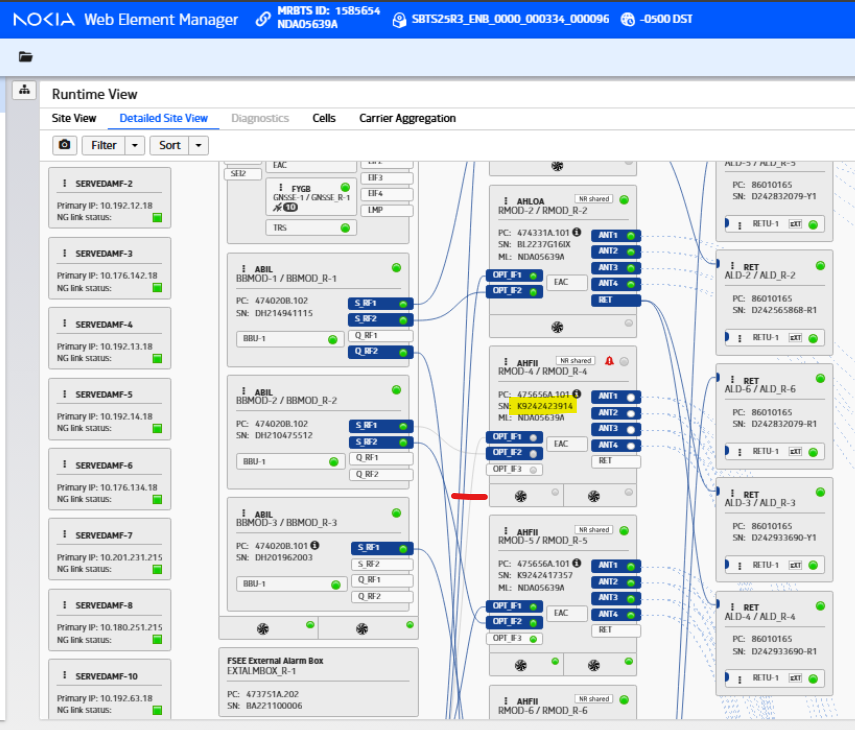 NOKIA Web Element Manager
MRBTS ID: 1585654
NDA05639A
SBTS25R3_ENB_0000_000334_000096
-0500 DST
Runtime View
Site View
Detailed Site View
Diagnostics
Cells
Carrier Aggregation
Filter
Sort
SERVEDAMF-2
Primary IP: 10.192.12.18
NG link status:
SERVEDAMF-3
Primary IP: 10.176.142.18
NG link status:
SERVEDAMF-4
Primary IP: 10.192.13.18
NG link status:
SERVEDAMF-5
Primary IP: 10.192.14.18
NG link status:
SERVEDAMF-6
Primary IP: 10.176.134.18
NG link status:
SERVEDAMF-7
Primary IP: 10.201.231.215
NG link status:
SERVEDAMF-8
Primary IP: 10.180.251.215
NG link status:
SERVEDAMF-10
Primary IP: 10.192.63.18
NG link status:
SEI2
EAC
FYGB
GNSSE-1 / GNSSE_R-1
10
TRS
EIF3
EIF4
LMP
ABIL
BBMOD-1 / BBMOD_R-1
PC: 474020B.102
SN: DH214941115
BBU-1
S_RF1
S_RF2
Q_RF1
Q_RF2
ABIL
BBMOD-2 / BBMOD_R-2
PC: 474020B.102
SN: DH210475512
BBU-1
S_RF1
S_RF2
Q_RF1
Q_RF2
ABIL
BBMOD-3 / BBMOD_R-3
PC: 474020B.101
SN: DH201962003
BBU-1
S_RF1
S_RF2
Q_RF1
Q_RF2
FSEE External Alarm Box
EXTALMBOX_R-1
PC: 473751A.202
SN: BA221100006
AHLOA
NR shared
RMOD-2 / RMOD_R-2
PC: 474331A.101
SN: BL2237G16IX
ML: NDA05639A
ANT1
ANT2
ANT3
ANT4
RET
OPT_IF1
OPT_IF2
EAC
AHFII
NR shared
RMOD-4 / RMOD_R-4
PC: 475656A.101
SN: K9242423914
ML: NDA05639A
ANT1
ANT2
ANT3
ANT4
RET
OPT_IF1
OPT_IF2
OPT_IF3
EAC
AHFII
NR shared
RMOD-5 / RMOD_R-5
PC: 475656A.101
SN: K9242417357
ML: NDA05639A
ANT1
ANT2
ANT3
ANT4
RET
OPT_IF1
OPT_IF2
OPT_IF3
EAC
AHFII
NR shared
RMOD-6 / RMOD_R-6
ALD-5 / ALD_R-5
PC: 86010165
SN: D242832079-Y1
RETU-1
EXT
RET
ALD-2 / ALD_R-2
PC: 86010165
SN: D242565868-R1
RETU-1
EXT
RET
ALD-6 / ALD_R-6
PC: 86010165
SN: D242832079-R1
RETU-1
EXT
RET
ALD-3 / ALD_R-3
PC: 86010165
SN: D242933690-Y1
RETU-1
EXT
RET
ALD-4 / ALD_R-4
PC: 86010165
SN: D242933690-R1
RETU-1
EXT